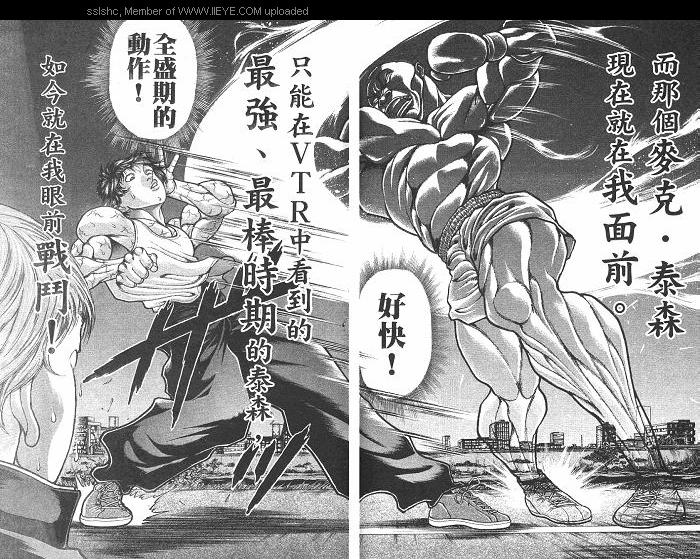 sslshc, Member of WWW.IIEYE.COM uploaded
而那個麥克·泰森
現在就在我面前。
好快！
只能在VTR中看到的
最強、最棒時期的泰森，
全盛期的
動作！
如今就在我眼前戰鬥！